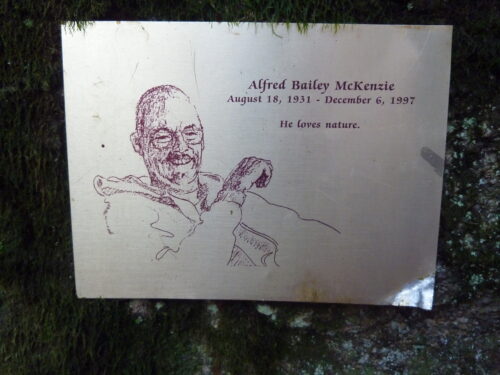 Alfred Bailey McKenzie
August 18, 1931 - December 6, 1997
He loves nature.